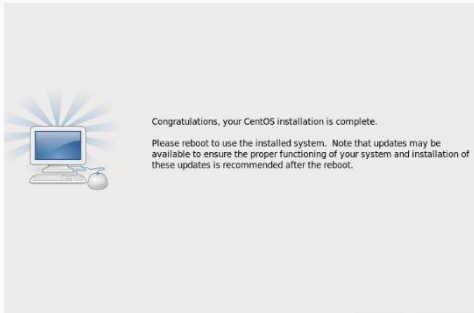 Congratulations, your CentOS installation is complete.
Please reboot to use the installed system. Note that updates may be
available to ensure the proper functioning of your system and installation of
these updates is recommended after the reboot.